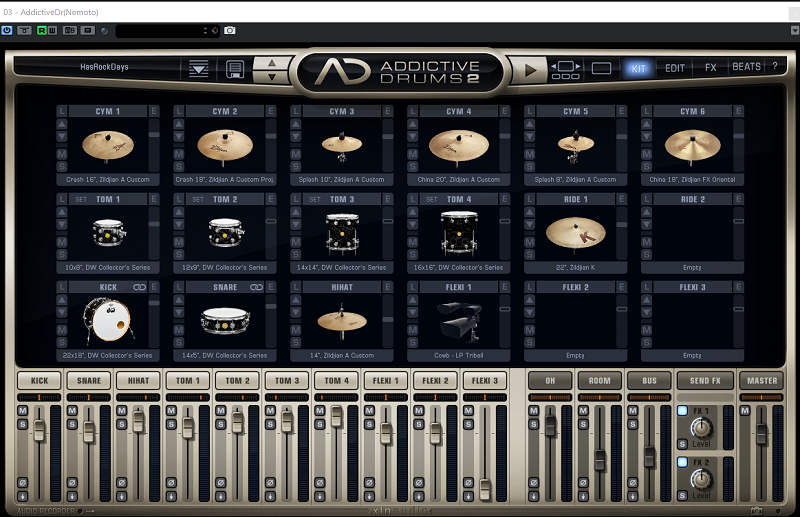 03 - AddictiveDr(Nemoto)
R W
HasRockDays
ADDICTIVE
DRUMS 2
KIT EDIT FX BEATS ?
L CYM 1 E L CYM 2 E L CYM 3 E L CYM 4 E L CYM 5 E L CYM 6 E
M M M M M M
S S S S S S
Crash 16", Zildjian A Custom Crash 18", Zildjian A Custom Proj. Splash 10", Zildjian A Custom China 20", Zildjian A Custom Splash 8", Zildjian A Custom China 18", Zildjian FX Oriental
L SET TOM 1 E L SET TOM 2 E L SET TOM 3 E L SET TOM 4 E L RIDE 1 E L RIDE 2 E
M M M M M M
S S S S S S
10x8", DW Collector's Series 12x9", DW Collector's Series 14x14", DW Collector's Series 16x16", DW Collector's Series 22", Zildjian K Empty
L KICK E L SNARE E L HIHAT E L FLEXI 1 E L FLEXI 2 E L FLEXI 3 E
M M M M M M
S S S S S S
22x18", DW Collector's Series 14x5", DW Collector's Series 14", Zildjian A Custom Cowb - LP Tribell Empty Empty
KICK SNARE HIHAT TOM 1 TOM 2 TOM 3 TOM 4 FLEXI 1 FLEXI 2 FLEXI 3 OH ROOM BUS SEND FX MASTER
M M M M M M M M M M M M M FX 1 M
S S S S S S S S S S S S S
S Level
FX 2
S Level
AUDIO RECORDER xln audio